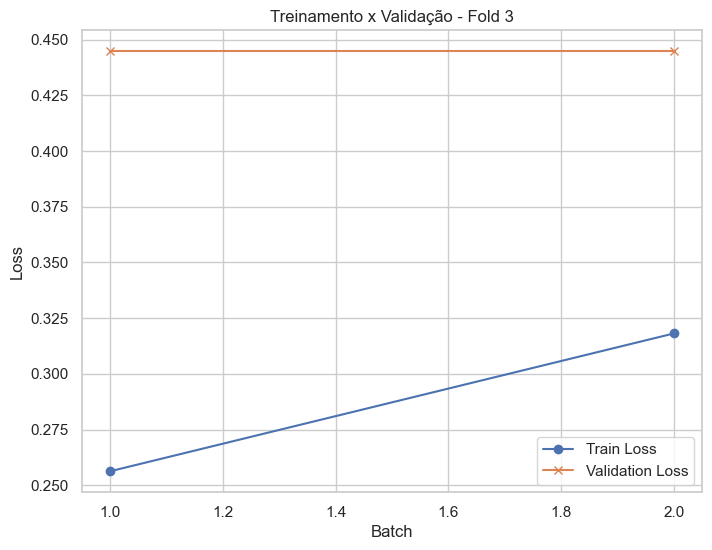 Treinamento x Validação - Fold 3
0.450
0.425
0.400
0.375
0.350
0.325
0.300
0.275
0.250
Loss
1.0 1.2 1.4 1.6 1.8 2.0
Batch
Train Loss
Validation Loss